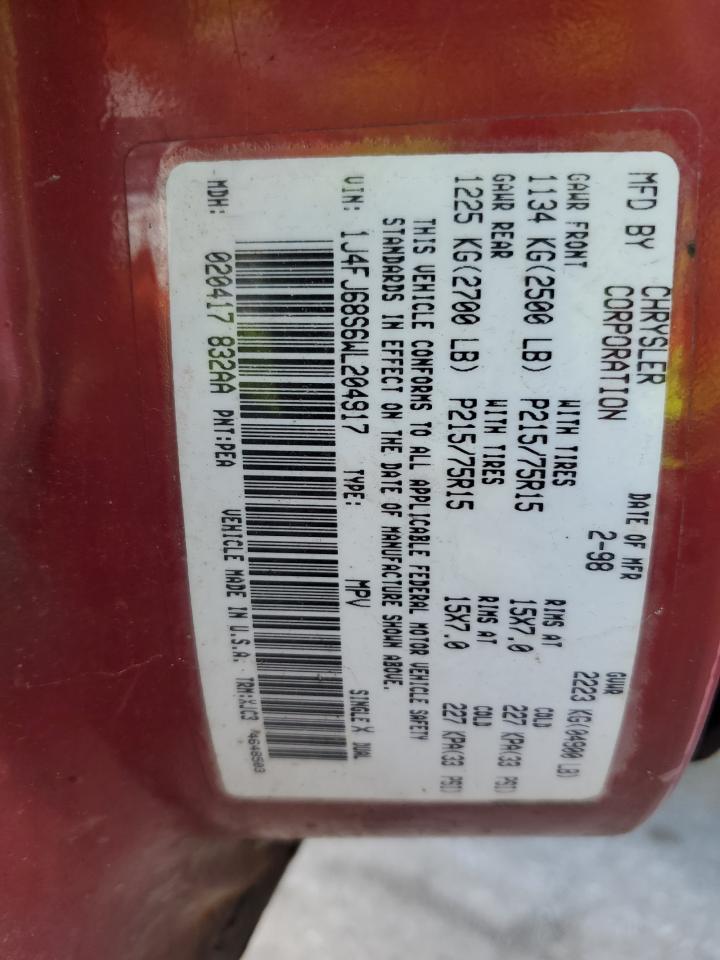 MFD BY CHRYSLER DATE OF MFR GVWR
CORPORATION 2-98 2223 KG(04900 LB)
GAWR FRONT WITH TIRES RIMS AT COLD
1134 KG(2500 LB) P215/75R15 15X7.0 227 KPA(33 PSI)
GAWR REAR WITH TIRES RIMS AT COLD
1225 KG(2700 LB) P215/75R15 15X7.0 227 KPA(33 PSI)
THIS VEHICLE CONFORMS TO ALL APPLICABLE FEDERAL MOTOR VEHICLE SAFETY
STANDARDS IN EFFECT ON THE DATE OF MANUFACTURE SHOWN ABOVE.
VIN: 1J4FJ68S6WL204917 TYPE: MPV SINGLE X DUAL
MDH: 020417 832AA PNT:PEA VEHICLE MADE IN U.S.A. TRM:XJC3 4648503